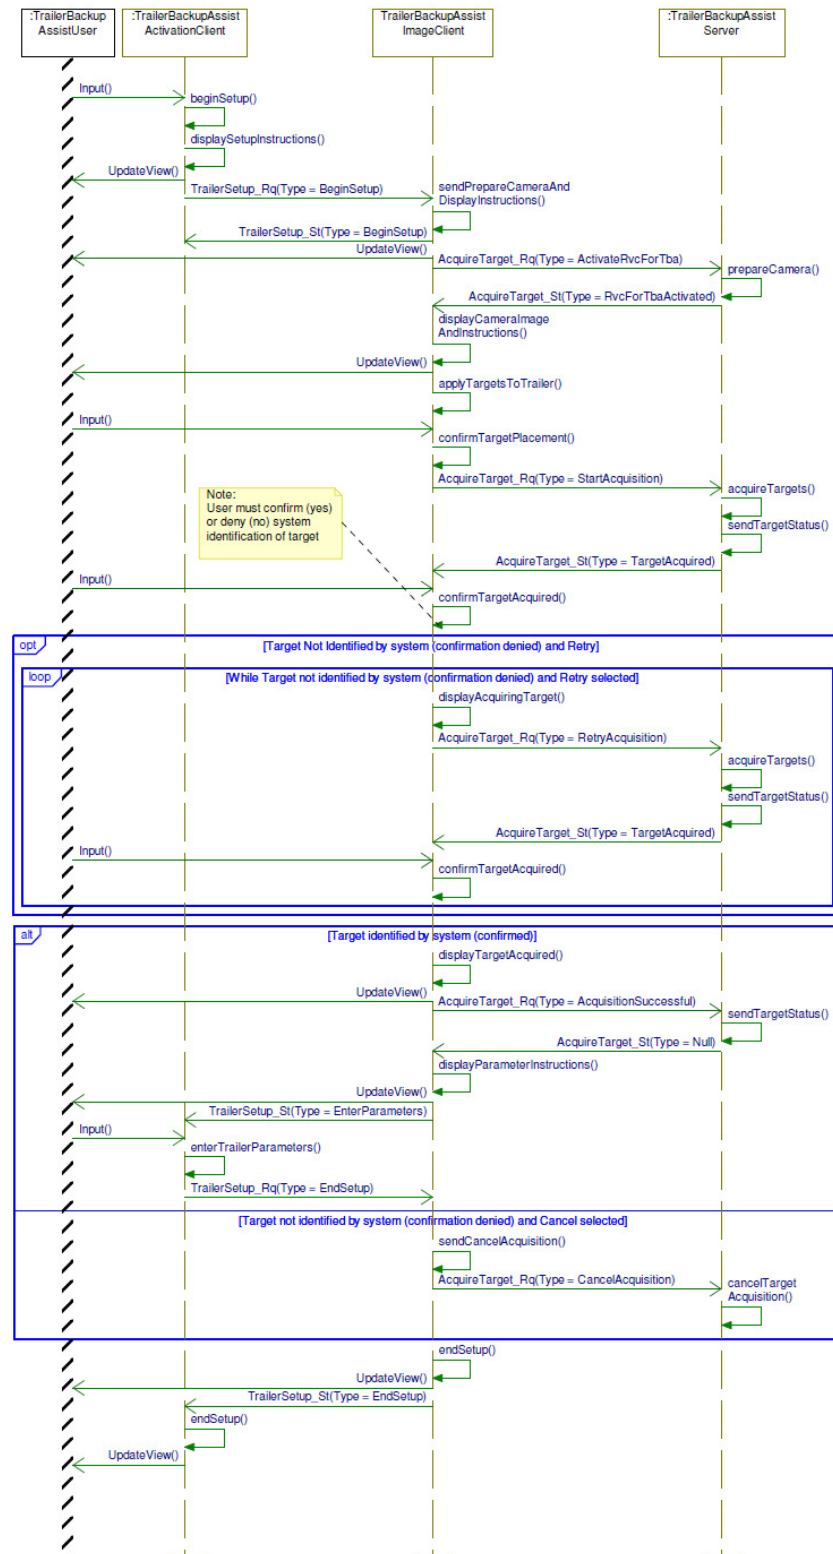 :TrailerBackup
AssistUser
:TrailerBackupAssist
ActivationClient
TrailerBackupAssist
ImageClient
:TrailerBackupAssist
Server
Input()
beginSetup()
displaySetupInstructions()
UpdateView()
TrailerSetup_Rq(Type = BeginSetup)
sendPrepareCameraAnd
DisplayInstructions()
TrailerSetup_St(Type = BeginSetup)
UpdateView()
AcquireTarget_Rq(Type = ActivateRvcForTba)
prepareCamera()
AcquireTarget_St(Type = RvcForTbaActivated)
displayCameraImage
AndInstructions()
UpdateView()
applyTargetsToTrailer()
Input()
confirmTargetPlacement()
AcquireTarget_Rq(Type = StartAcquisition)
acquireTargets()
Note:
User must confirm (yes)
or deny (no) system
identification of target
sendTargetStatus()
AcquireTarget_St(Type = TargetAcquired)
Input()
confirmTargetAcquired()
opt
[Target Not Identified by system (confirmation denied) and Retry]
loop
[While Target not identified by system (confirmation denied) and Retry selected]
displayAcquiringTarget()
AcquireTarget_Rq(Type = RetryAcquisition)
acquireTargets()
sendTargetStatus()
AcquireTarget_St(Type = TargetAcquired)
Input()
confirmTargetAcquired()
alt
[Target identified by system (confirmed)]
displayTargetAcquired()
UpdateView()
AcquireTarget_Rq(Type = AcquisitionSuccessful)
sendTargetStatus()
AcquireTarget_St(Type = Null)
displayParameterInstructions()
UpdateView()
TrailerSetup_St(Type = EnterParameters)
Input()
enterTrailerParameters()
TrailerSetup_Rq(Type = EndSetup)
[Target not identified by system (confirmation denied) and Cancel selected]
sendCancelAcquisition()
AcquireTarget_Rq(Type = CancelAcquisition)
cancelTarget
Acquisition()
endSetup()
UpdateView()
TrailerSetup_St(Type = EndSetup)
endSetup()
UpdateView()